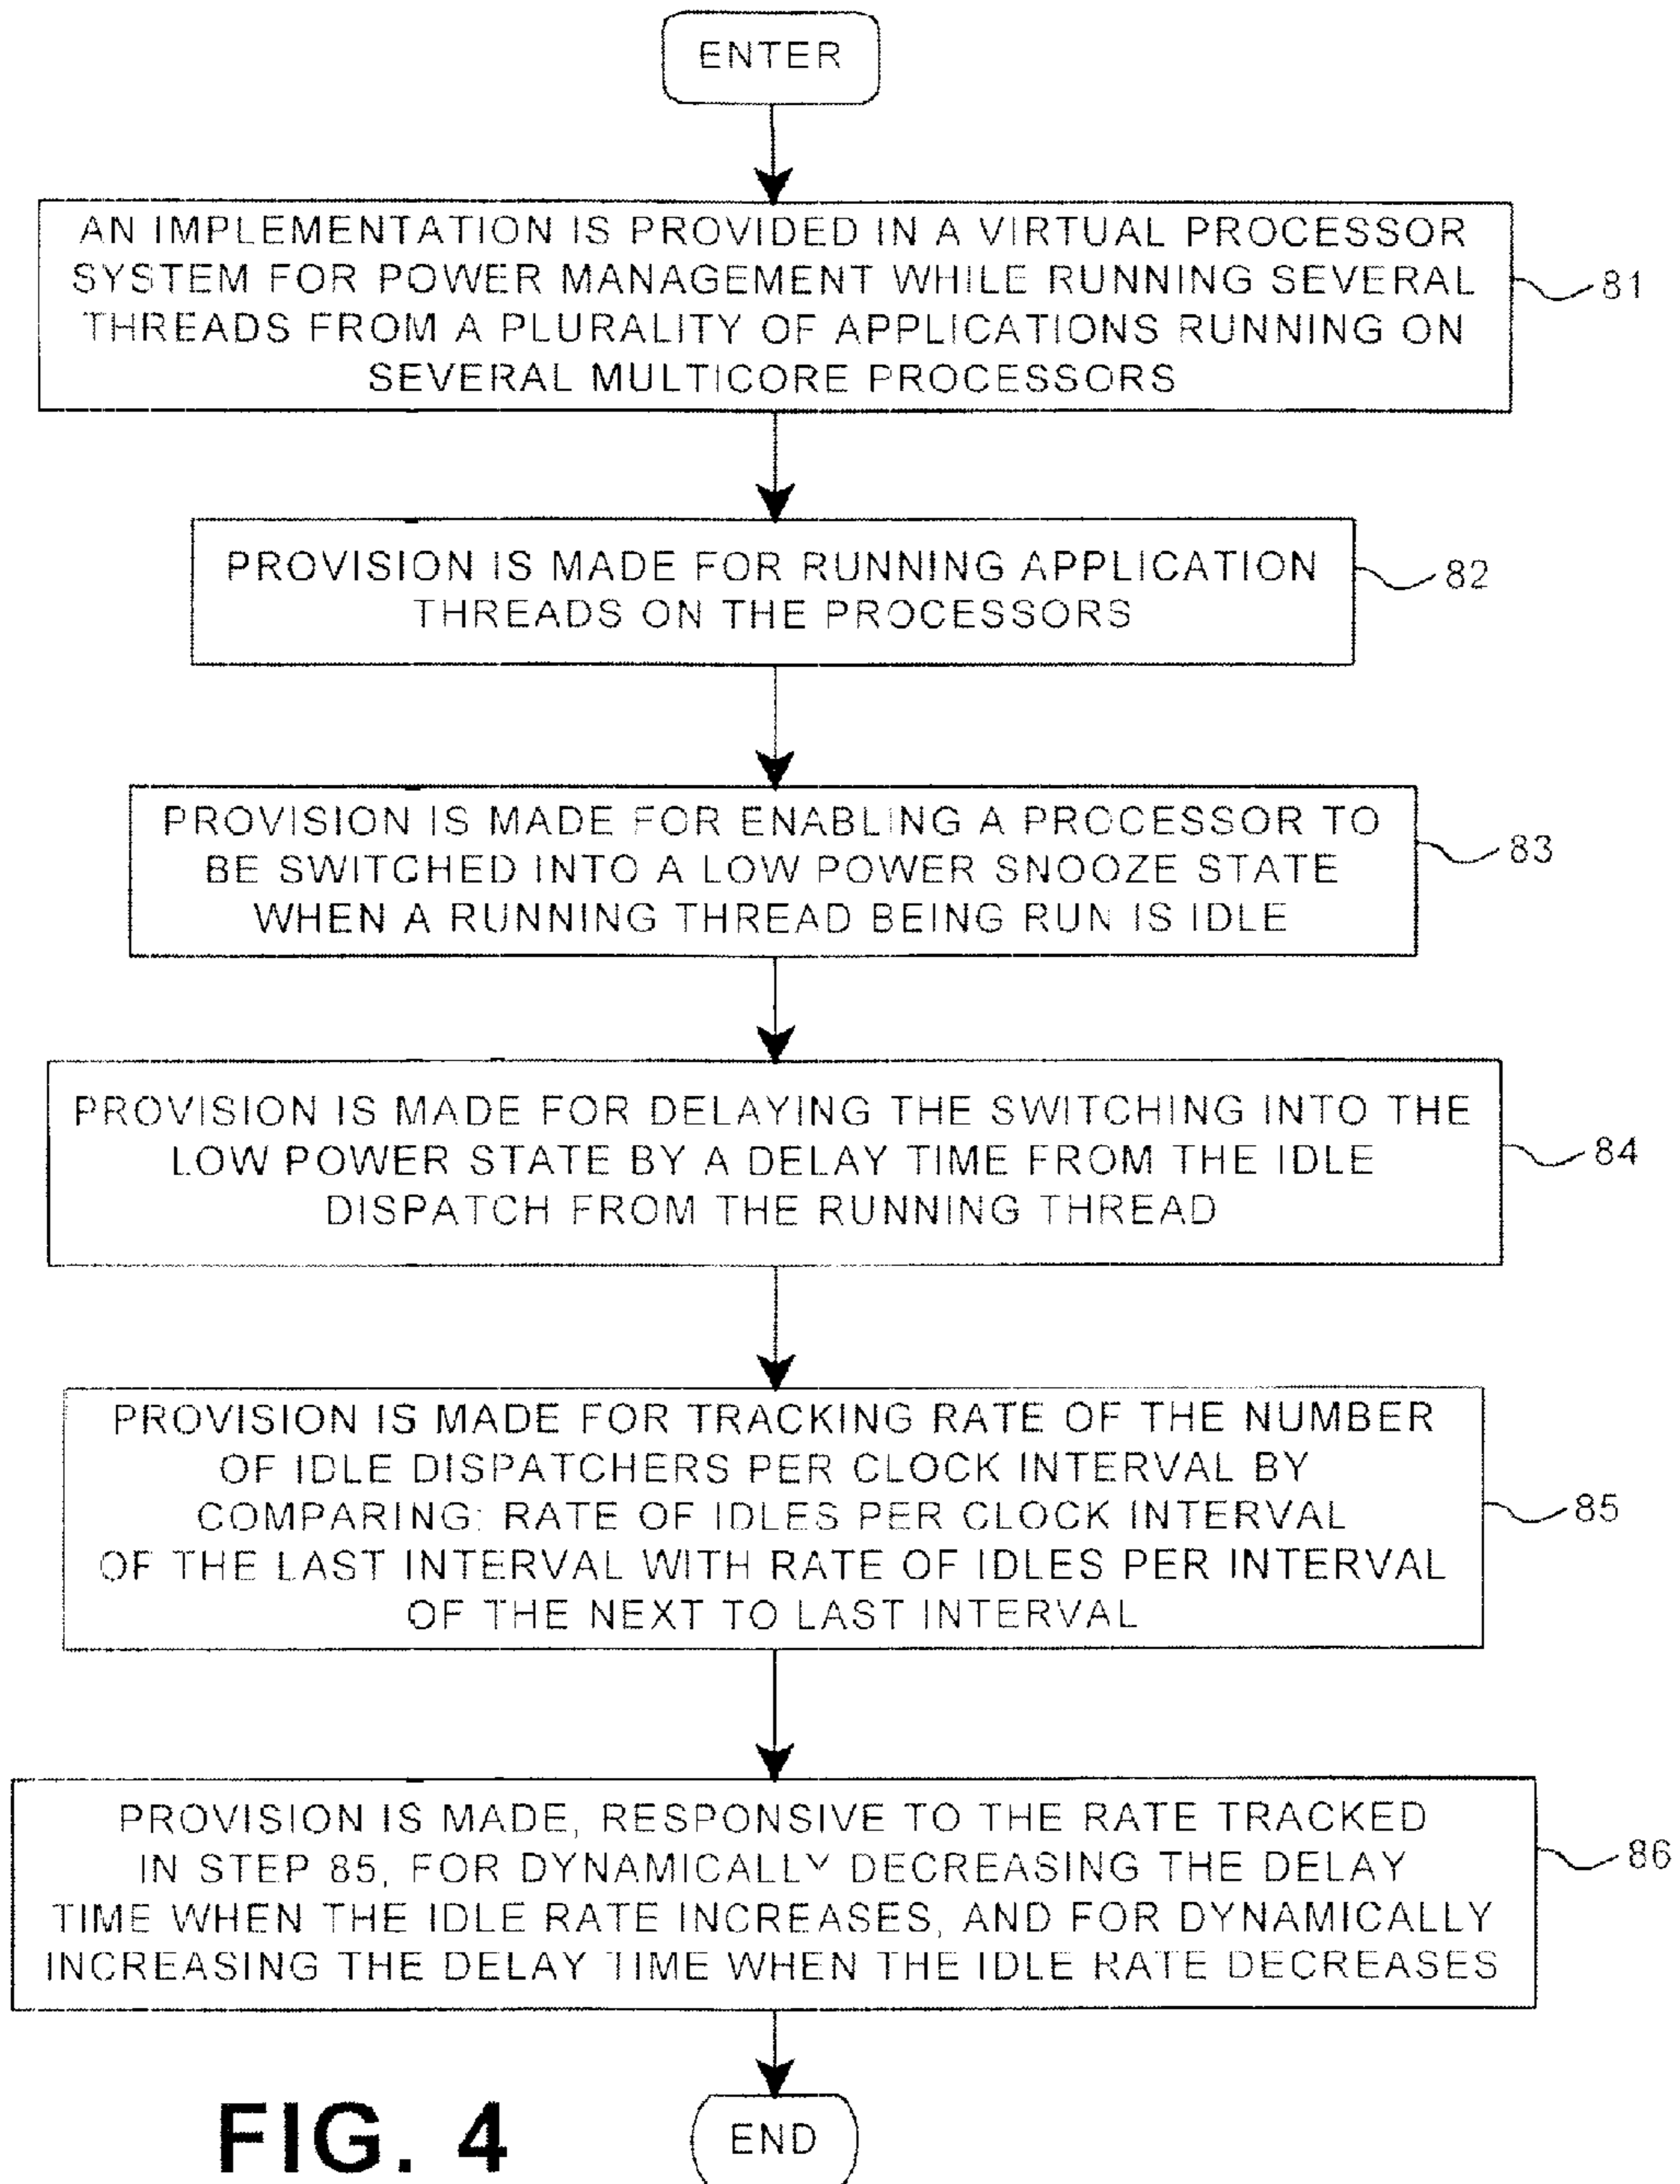 ENTER
AN IMPLEMENTATION IS PROVIDED IN A VIRTUAL PROCESSOR
SYSTEM FOR POWER MANAGEMENT WHILE RUNNING SEVERAL
THREADS FROM A PLURALITY OF APPLICATIONS RUNNING ON
SEVERAL MULTICORE PROCESSORS
81
PROVISION IS MADE FOR RUNNING APPLICATION
THREADS ON THE PROCESSORS
82
PROVISION IS MADE FOR ENABLING A PROCESSOR TO
BE SWITCHED INTO A LOW POWER SNOOZE STATE
WHEN A RUNNING THREAD BEING RUN IS IDLE
83
PROVISION IS MADE FOR DELAYING THE SWITCHING INTO THE
LOW POWER STATE BY A DELAY TIME FROM THE IDLE
DISPATCH FROM THE RUNNING THREAD
84
PROVISION IS MADE FOR TRACKING RATE OF THE NUMBER
OF IDLE DISPATCHERS PER CLOCK INTERVAL BY
COMPARING: RATE OF IDLES PER CLOCK INTERVAL
OF THE LAST INTERVAL WITH RATE OF IDLES PER INTERVAL
OF THE NEXT TO LAST INTERVAL
85
PROVISION IS MADE, RESPONSIVE TO THE RATE TRACKED
IN STEP 85, FOR DYNAMICALLY DECREASING THE DELAY
TIME WHEN THE IDLE RATE INCREASES, AND FOR DYNAMICALLY
INCREASING THE DELAY TIME WHEN THE IDLE RATE DECREASES
86
END
FIG. 4